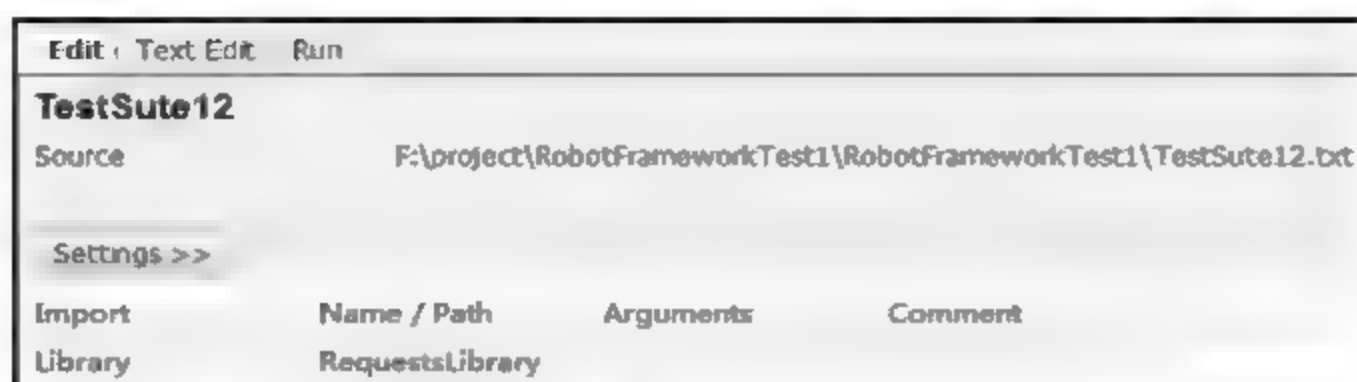 Edit Text Edit Run
TestSute12
Source F:\project\RobotFrameworkTest1\RobotFrameworkTest1\TestSute12.txt
Settings >>
Import Name / Path Arguments Comment
Library RequestsLibrary